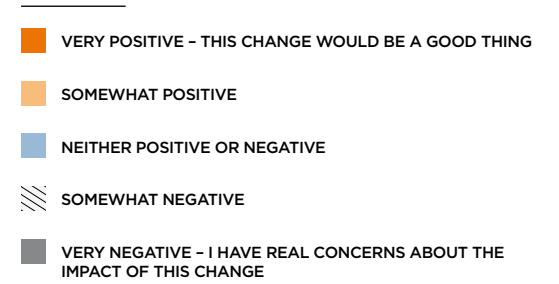 VERY POSITIVE – THIS CHANGE WOULD BE A GOOD THING
SOMEWHAT POSITIVE
NEITHER POSITIVE OR NEGATIVE
SOMEWHAT NEGATIVE
VERY NEGATIVE – I HAVE REAL CONCERNS ABOUT THE
IMPACT OF THIS CHANGE